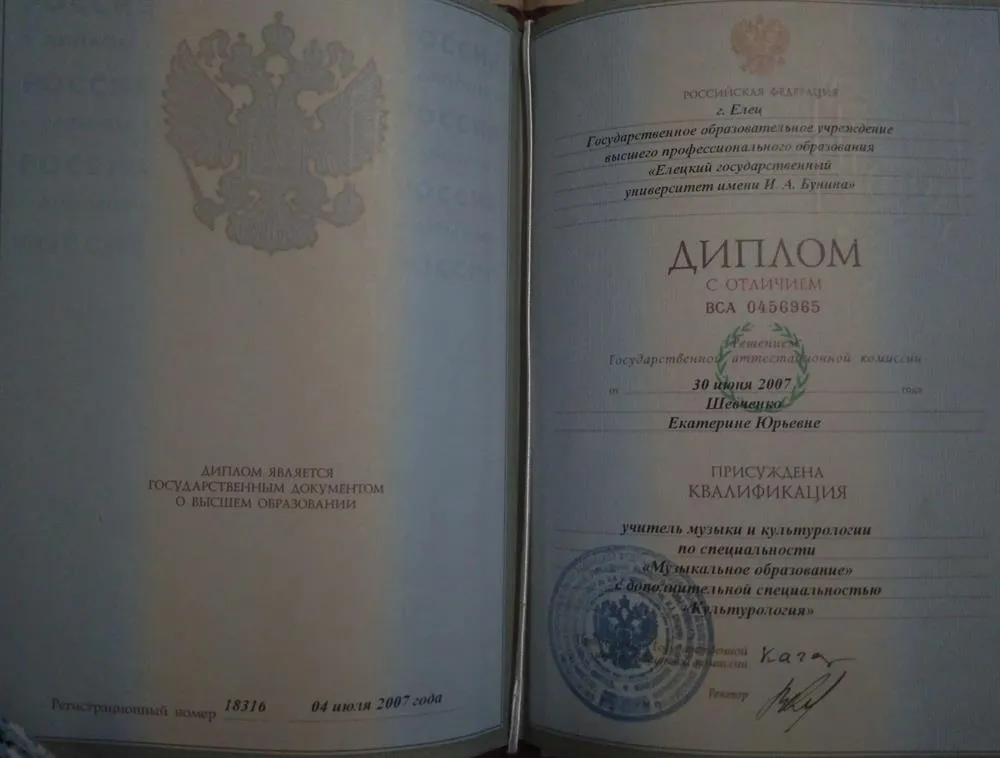 ДИПЛОМ ЯВЛЯЕТСЯ
ГОСУДАРСТВЕННЫМ ДОКУМЕНТОМ
О ВЫСШЕМ ОБРАЗОВАНИИ
Регистрационный номер 18316 04 июля 2007 года
РОССИЙСКАЯ ФЕДЕРАЦИЯ
г. Елец
Государственное образовательное учреждение
высшего профессионального образования
«Елецкий государственный
университет имени И. А. Бунина»
ДИПЛОМ
С ОТЛИЧИЕМ
ВСА 0456965
Решением
Государственной аттестационной комиссии
от 30 июня 2007 года
Шевченко
Екатерине Юрьевне
ПРИСУЖДЕНА
КВАЛИФИКАЦИЯ
учитель музыки и культурологии
по специальности
«Музыкальное образование»
с дополнительной специальностью
«Культурология»
Ректор